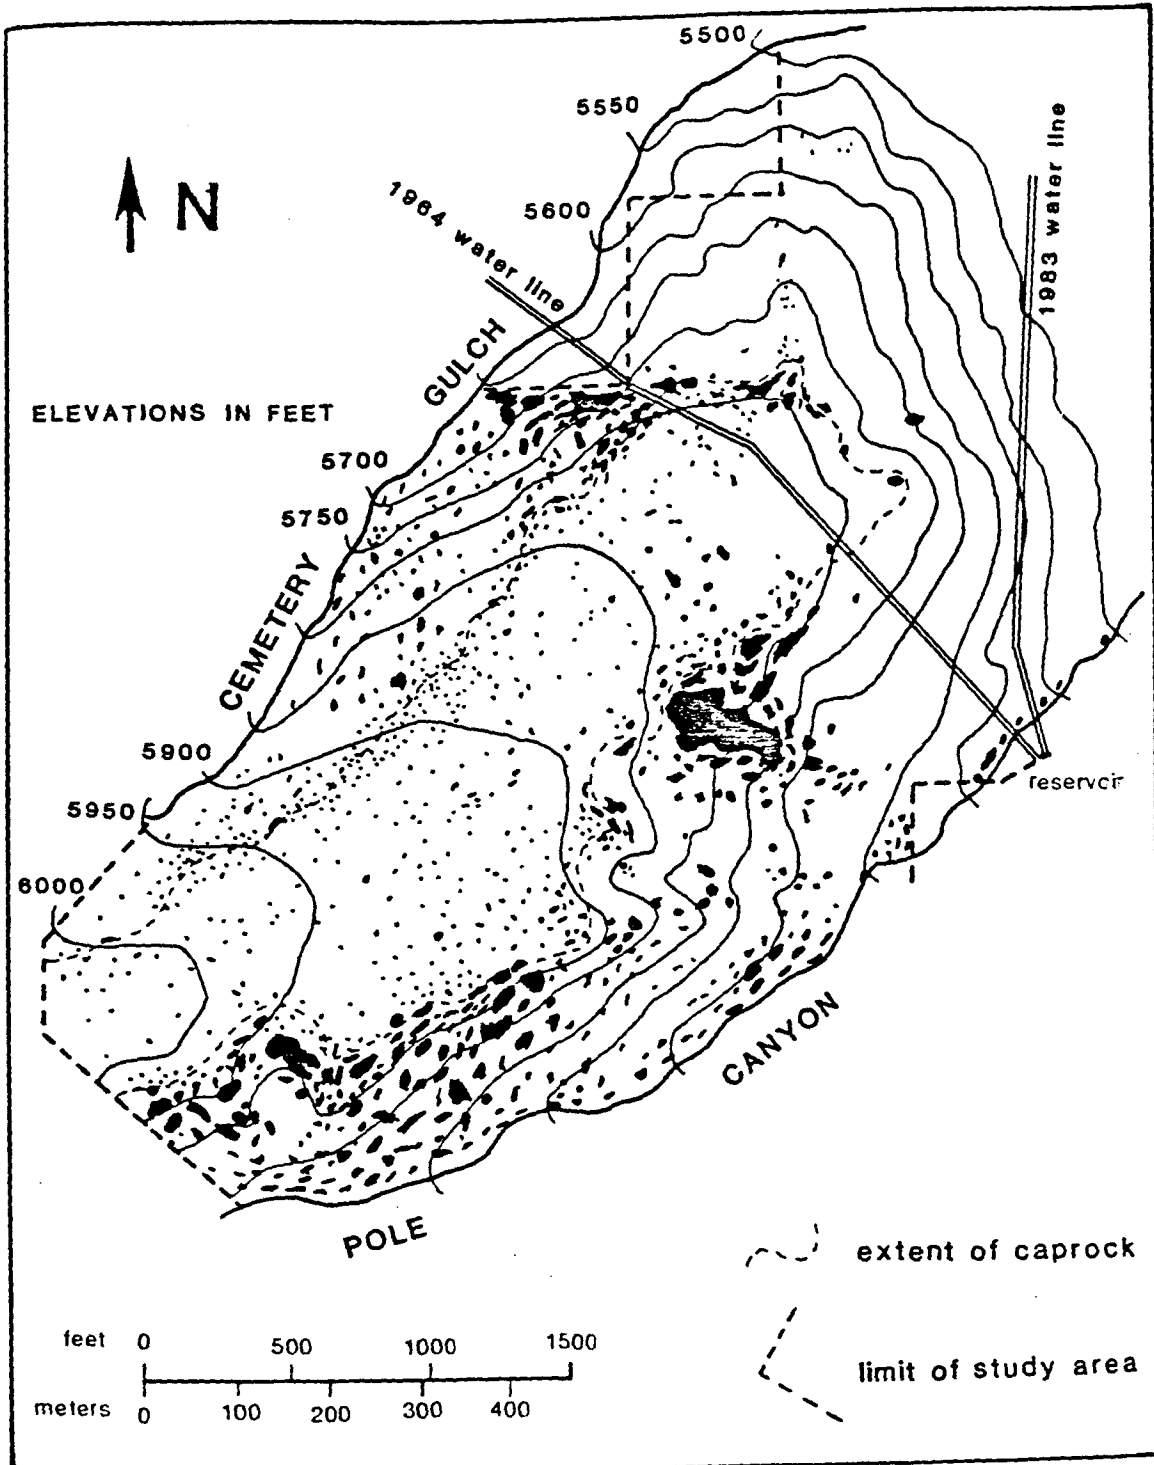 5500
5550
1983 water line
N
1964 water line
5600
GULCH
ELEVATIONS IN FEET
5700
5750
CEMETERY
5900
5950
reservoir
6000
CANYON
POLE
extent of caprock
feet 0 500 1000 1500
limit of study area
meters 0 100 200 300 400